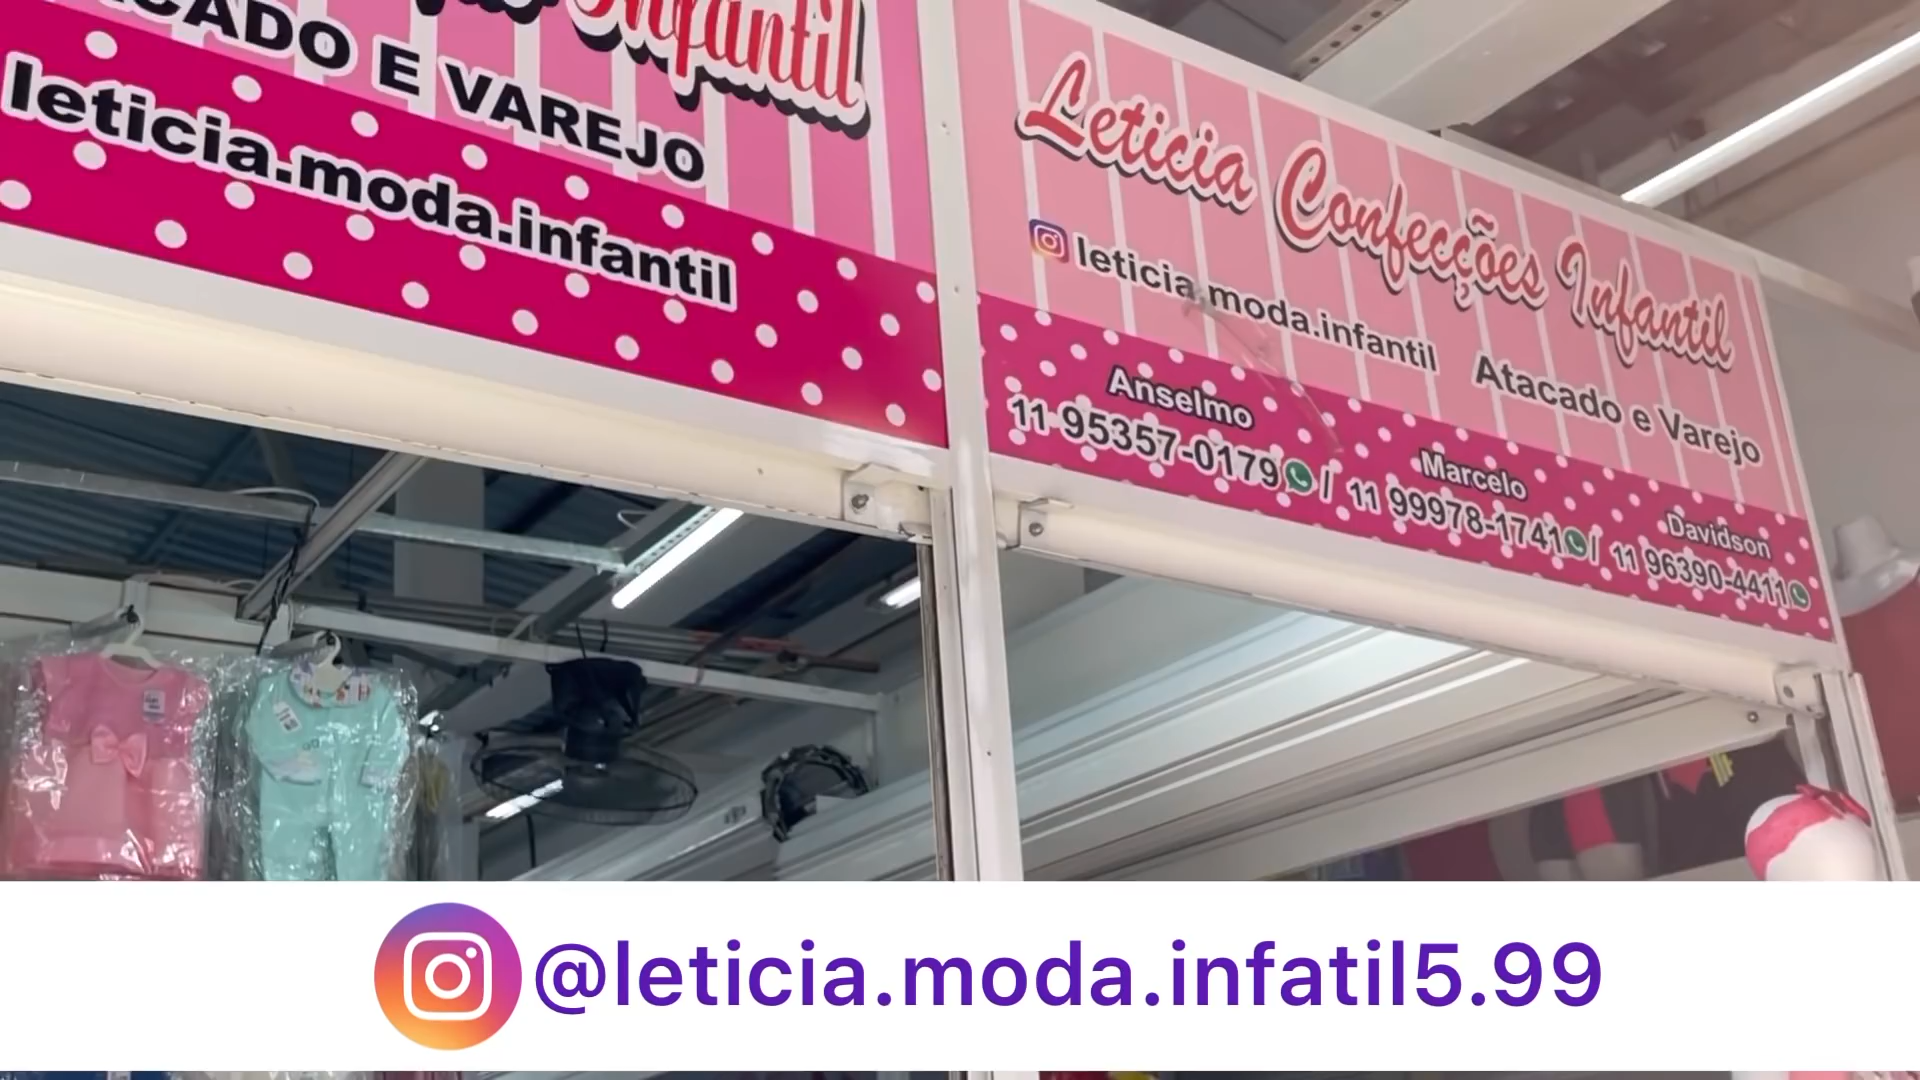 Infantil
CADO E VAREJO
leticia.moda.infantil
Leticia Confecções Infantil
leticia.moda.infantil Atacado e Varejo
Anselmo Marcelo Davidson
11 95357-0179 / 11 99978-1741 / 11 96390-4411
@leticia.moda.infatil5.99